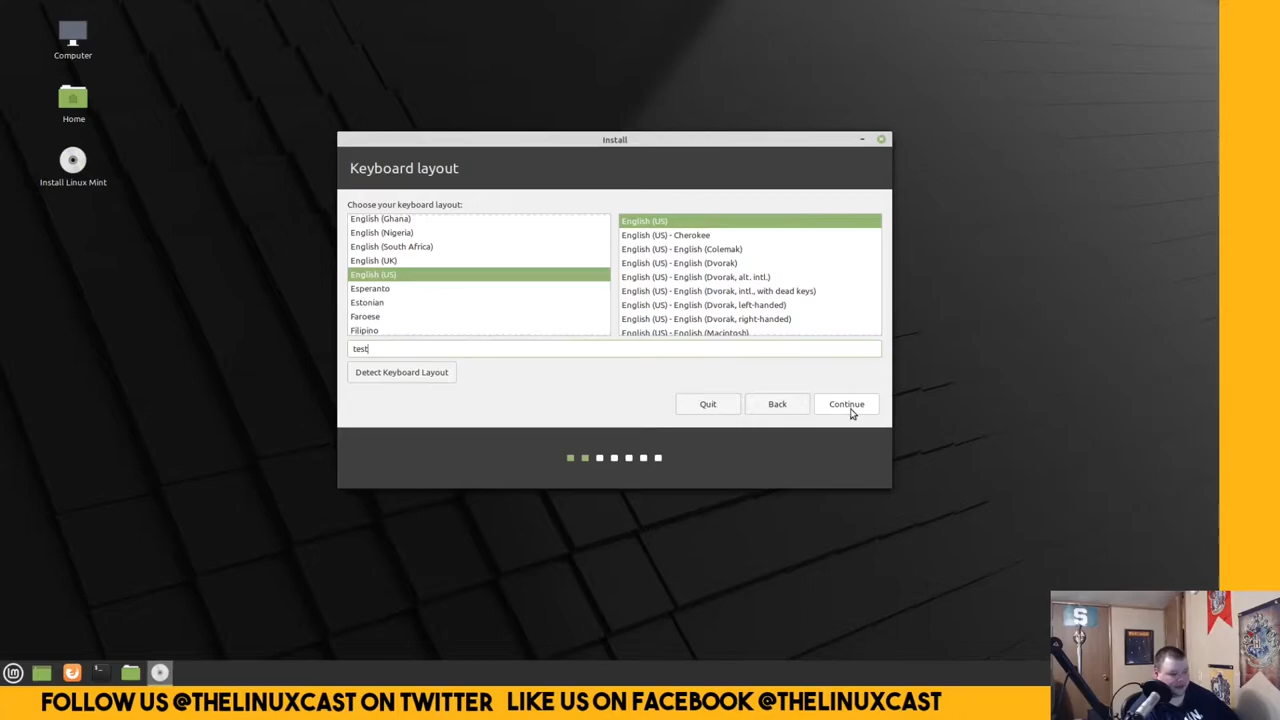 Computer
Home
Install Linux Mint
Install
Keyboard layout
Choose your keyboard layout:
English (Ghana)
English (Nigeria)
English (South Africa)
English (UK)
English (US)
Esperanto
Estonian
Faroese
Filipino
English (US)
English (US) - Cherokee
English (US) - English (Colemak)
English (US) - English (Dvorak)
English (US) - English (Dvorak, alt. intl.)
English (US) - English (Dvorak, intl., with dead keys)
English (US) - English (Dvorak, left-handed)
English (US) - English (Dvorak, right-handed)
English (US) - English (Macintosh)
test
Detect Keyboard Layout
Quit
Back
Continue
S
FOLLOW US @THELINUXCAST ON TWITTER LIKE US ON FACEBOOK @THELINUXCAST